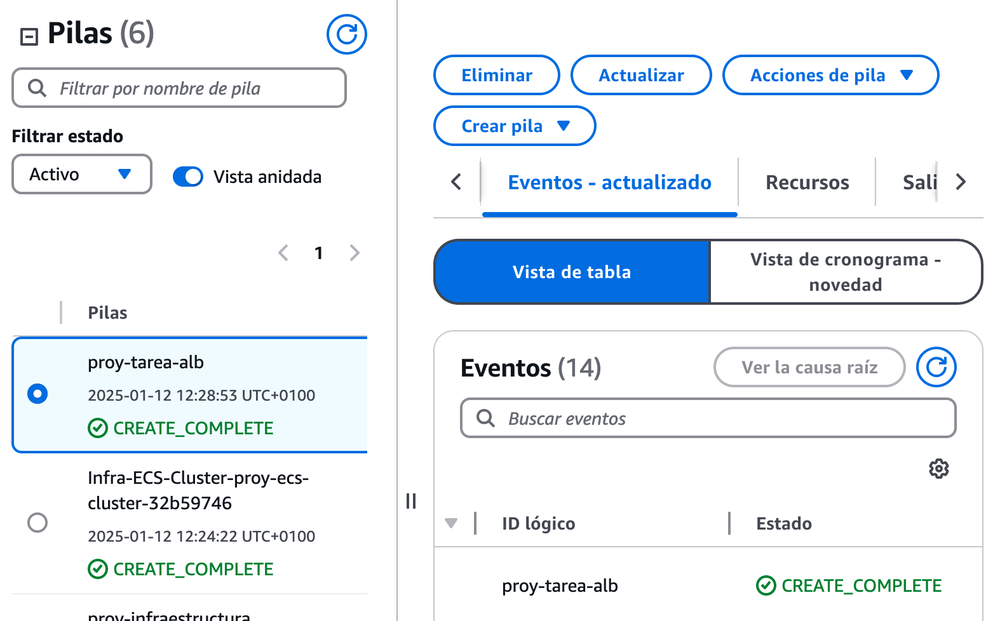 Pilas (6)
Filtrar por nombre de pila
Filtrar estado
Activo
Vista anidada
1
Pilas
proy-tarea-alb
2025-01-12 12:28:53 UTC+0100
CREATE_COMPLETE
Infra-ECS-Cluster-proy-ecs-
cluster-32b59746
2025-01-12 12:24:22 UTC+0100
CREATE_COMPLETE
proy-infraestructura
Eliminar
Actualizar
Acciones de pila
Crear pila
Eventos - actualizado
Recursos
Sali
Vista de tabla
Vista de cronograma -
novedad
Eventos (14)
Ver la causa raíz
Buscar eventos
ID lógico
Estado
proy-tarea-alb
CREATE_COMPLETE